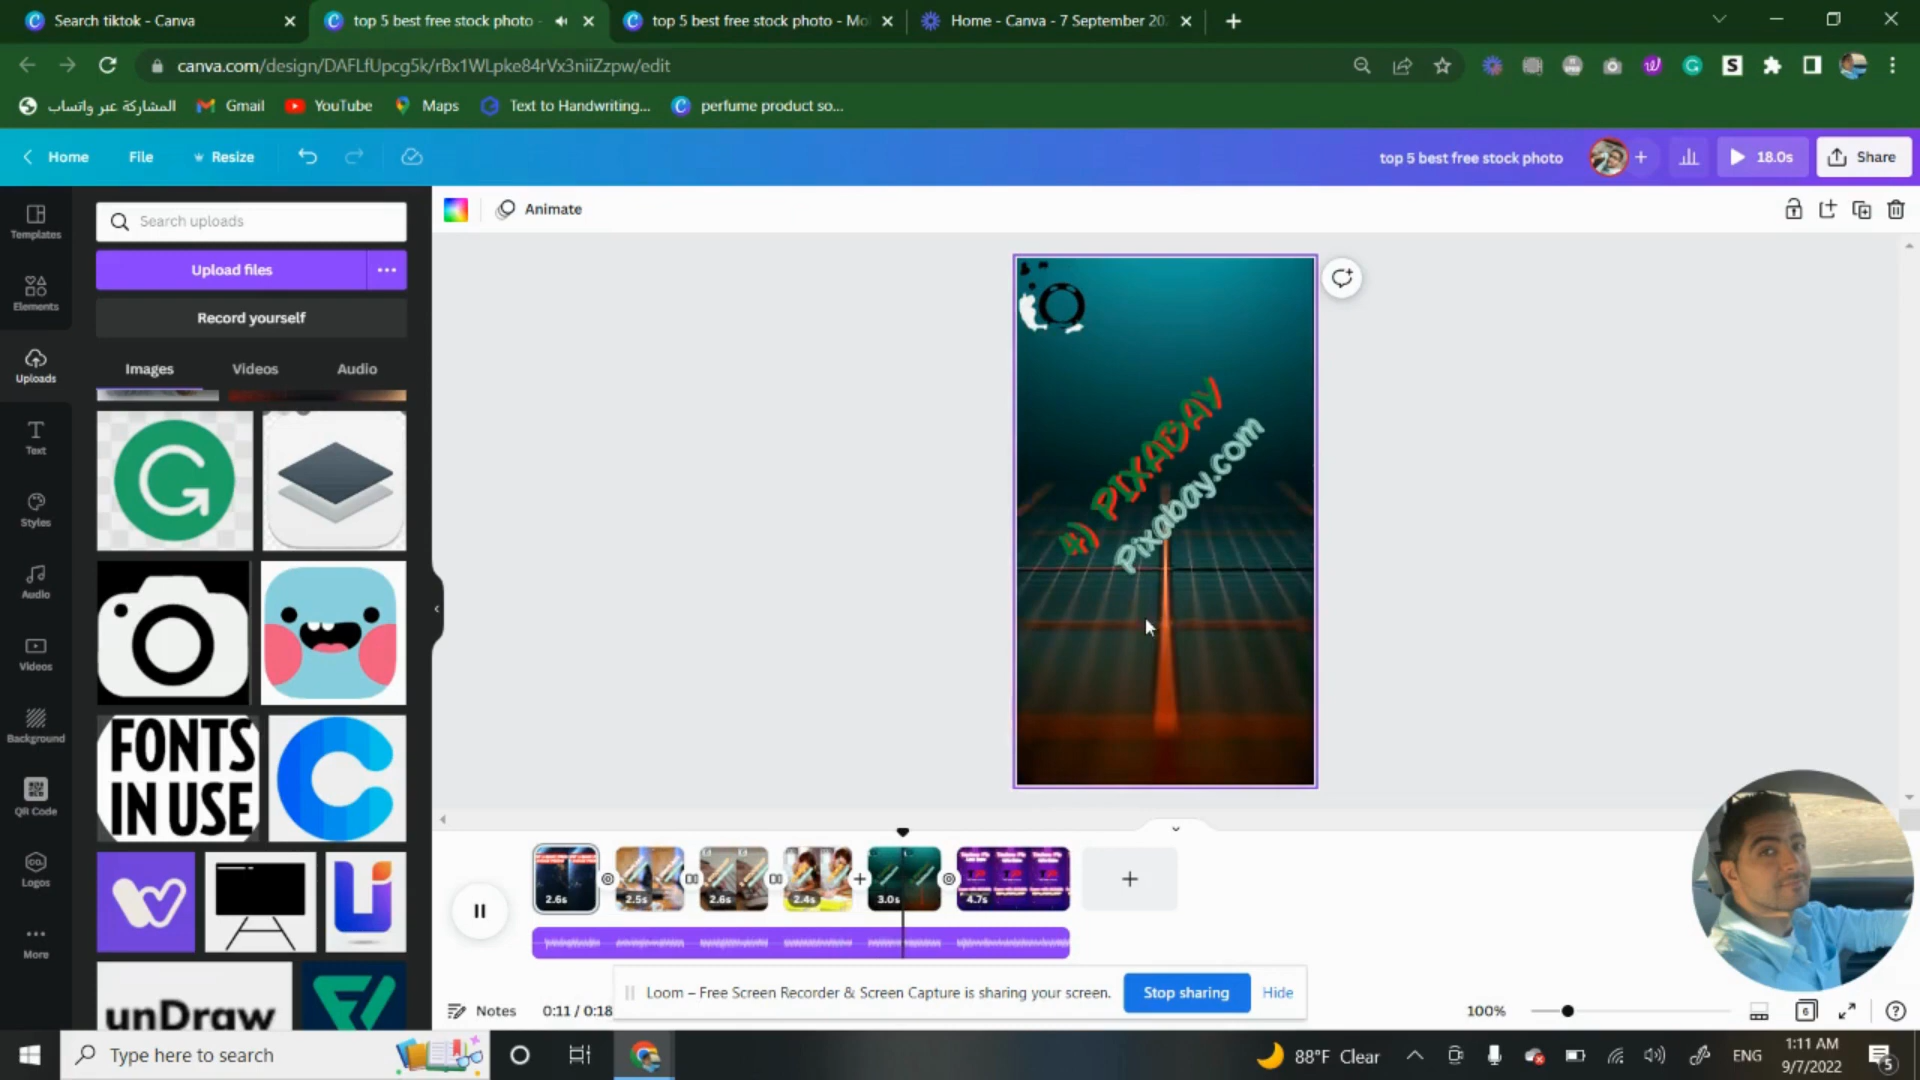 Search tiktok - Canva
top 5 best free stock photo -
top 5 best free stock photo - Mo
Home - Canva - 7 September 202
canva.com/design/DAFLfUpcg5k/rBx1WLpke84rVx3niiZzpw/edit
المشاركة عبر واتساب
Gmail
YouTube
Maps
Text to Handwriting...
perfume product so...
Home
File
Resize
top 5 best free stock photo
18.0s
Share
Templates
Elements
Uploads
Text
Styles
Audio
Videos
Background
QR Code
Logos
More
Search uploads
Upload files
Record yourself
Images
Videos
Audio
FONTS
IN USE
unDraw
Animate
4) PIXABAY
Pixabay.com
2.6s
2.5s
2.6s
2.4s
3.0s
4.7s
Loom – Free Screen Recorder & Screen Capture is sharing your screen.
Stop sharing
Hide
Notes
0:11 / 0:18
100%
6
Type here to search
88°F Clear
ENG
1:11 AM
9/7/2022
5